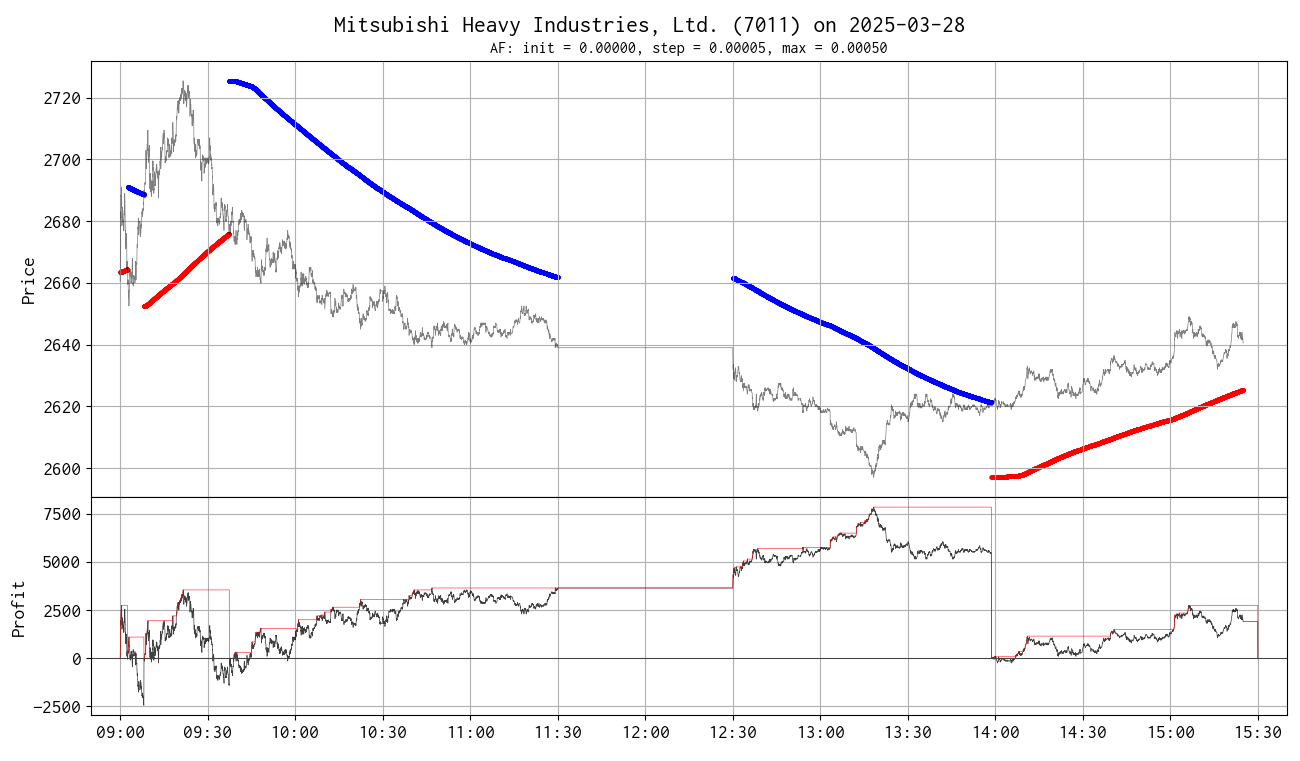 Mitsubishi Heavy Industries, Ltd. (7011) on 2025-03-28
AF: init = 0.00000, step = 0.00005, max = 0.00050
Price
2720
2700
2680
2660
2640
2620
2600
Profit
7500
5000
2500
0
−2500
09:00 09:30 10:00 10:30 11:00 11:30 12:00 12:30 13:00 13:30 14:00 14:30 15:00 15:30